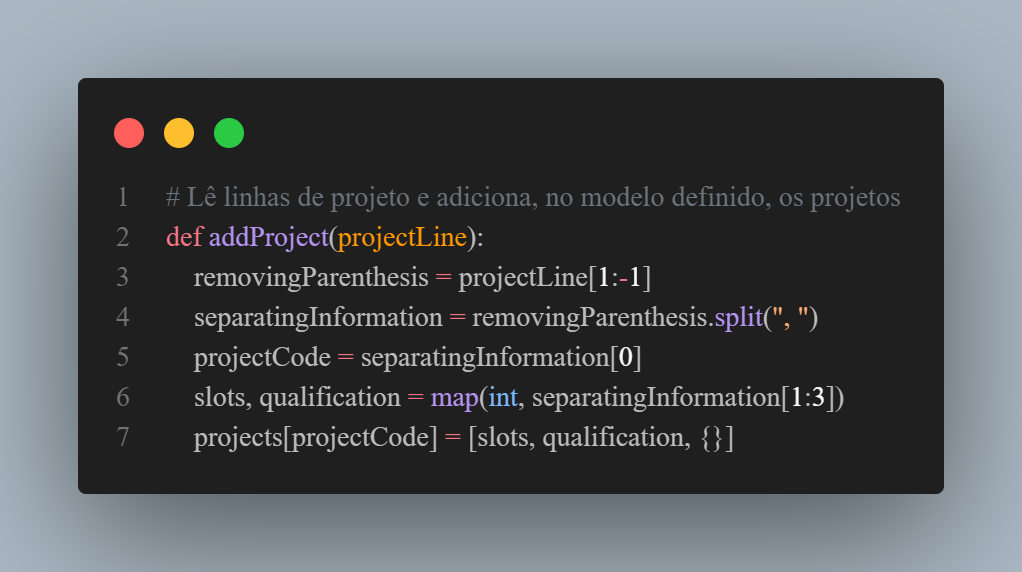 1 # Lê linhas de projeto e adiciona, no modelo definido, os projetos
2 def addProject(projectLine):
3 removingParenthesis = projectLine[1:-1]
4 separatingInformation = removingParenthesis.split(", ")
5 projectCode = separatingInformation[0]
6 slots, qualification = map(int, separatingInformation[1:3])
7 projects[projectCode] = [slots, qualification, {}]